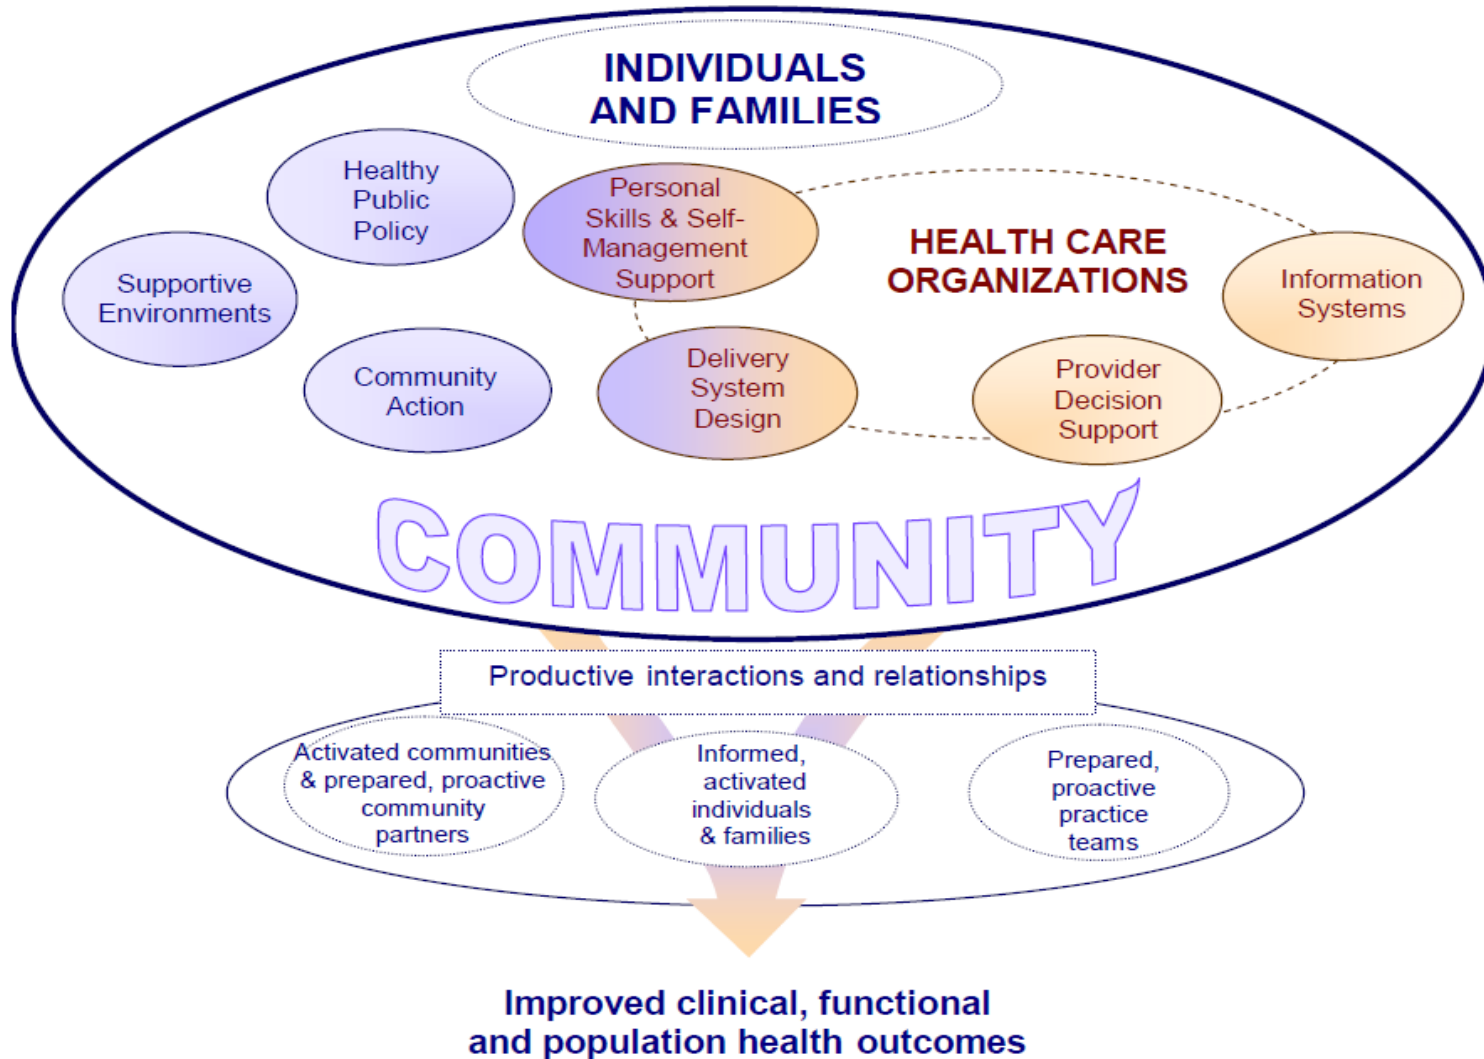 INDIVIDUALS
AND FAMILIES
Healthy
Public
Policy
Personal
Skills & Self-
Management
Support
HEALTH CARE
ORGANIZATIONS
Information
Systems
Supportive
Environments
Community
Action
Delivery
System
Design
Provider
Decision
Support
COMMUNITY
Productive interactions and relationships
Activated communities
& prepared, proactive
community
partners
Informed,
activated
individuals
& families
Prepared,
proactive
practice
teams
Improved clinical, functional
and population health outcomes